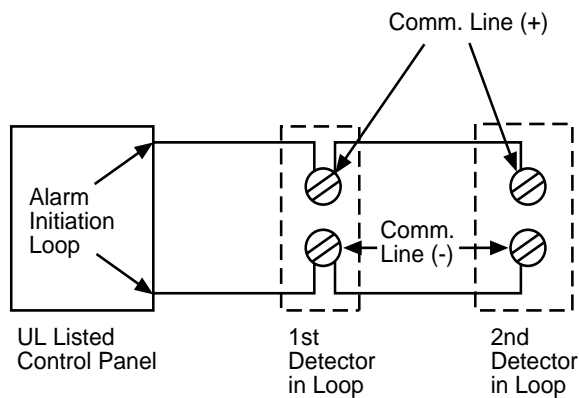 Comm. Line (+)
Alarm
Initiation
Loop
Comm.
Line (-)
UL Listed
Control Panel
1st
Detector
in Loop
2nd
Detector
in Loop